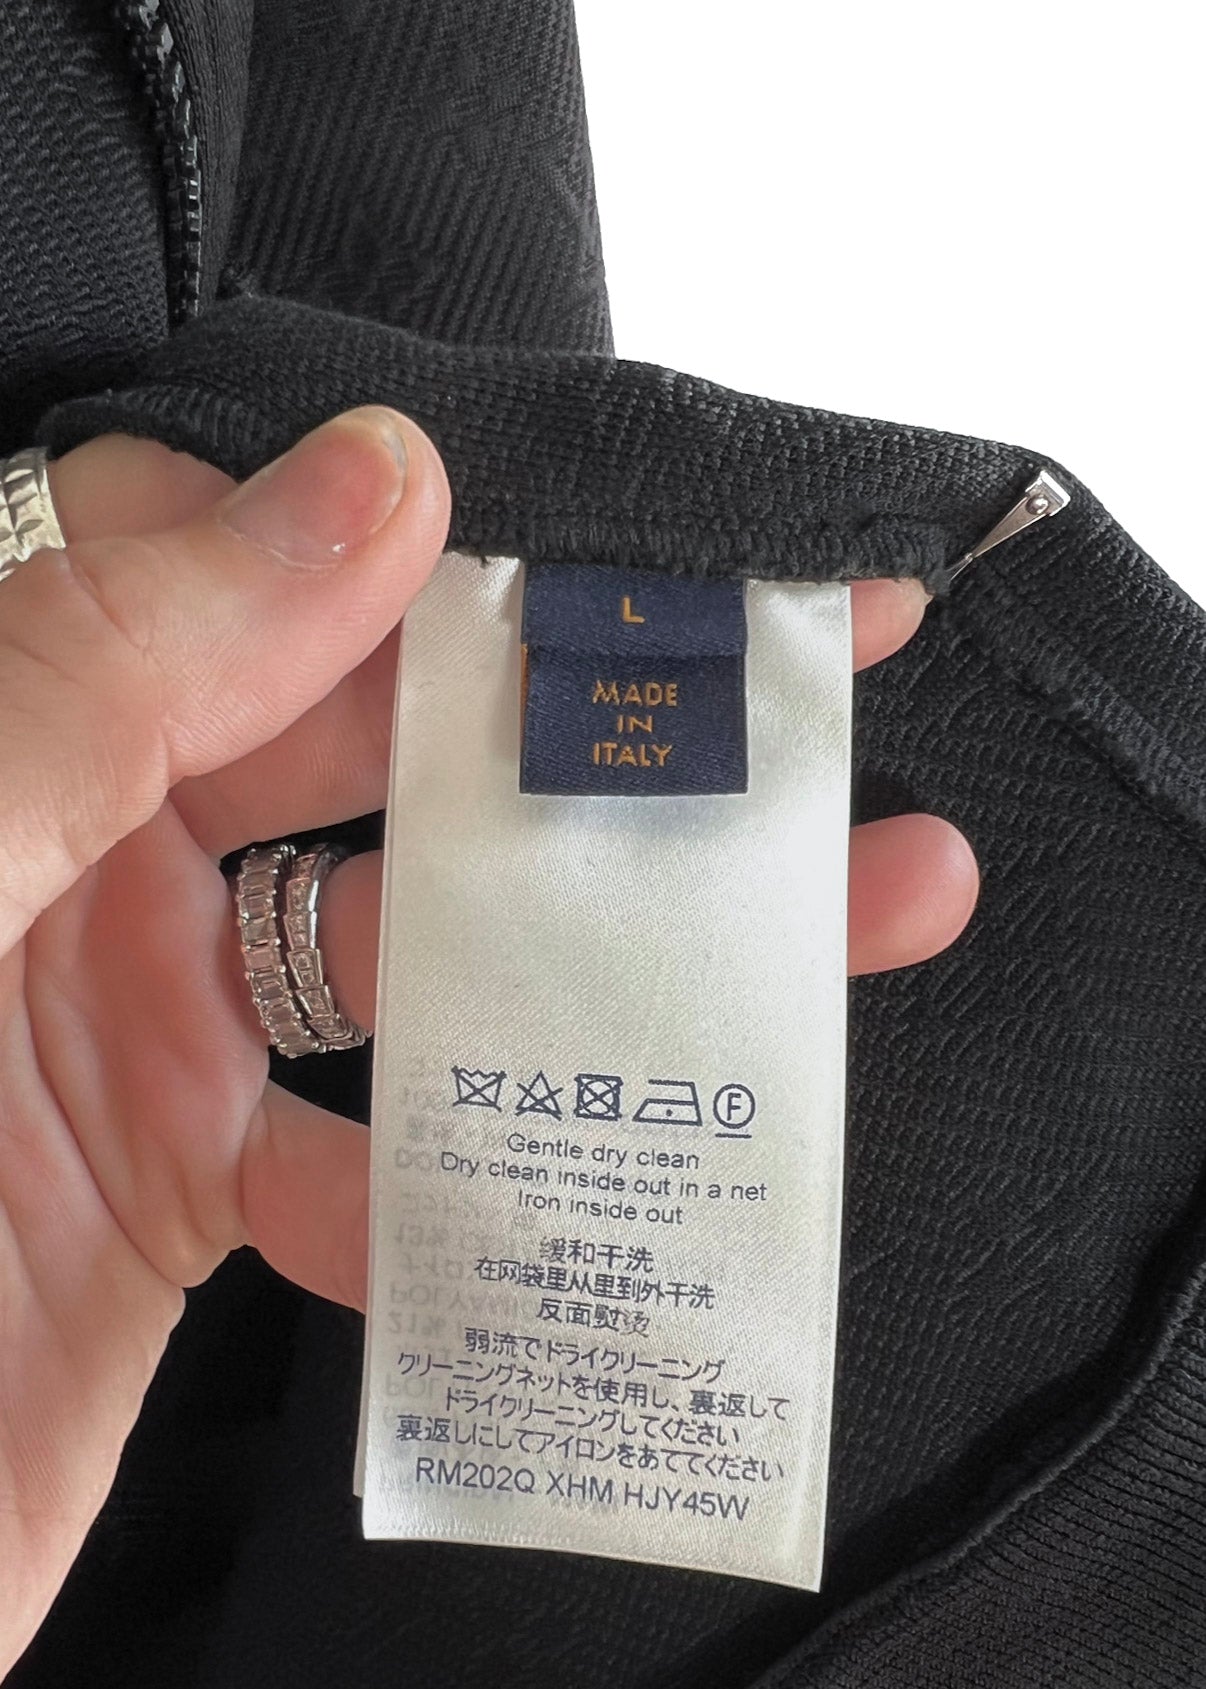 L
MADE
IN
ITALY
F
Gentle dry clean
Dry clean inside out in a net
Iron inside out
缓和干洗
在网袋里从里到外干洗
反面熨烫
弱流でドライクリーニング
クリーニングネットを使用し、裏返して
ドライクリーニングしてください
裏返しにしてアイロンをあててください
RM202Q XHM HJY45W